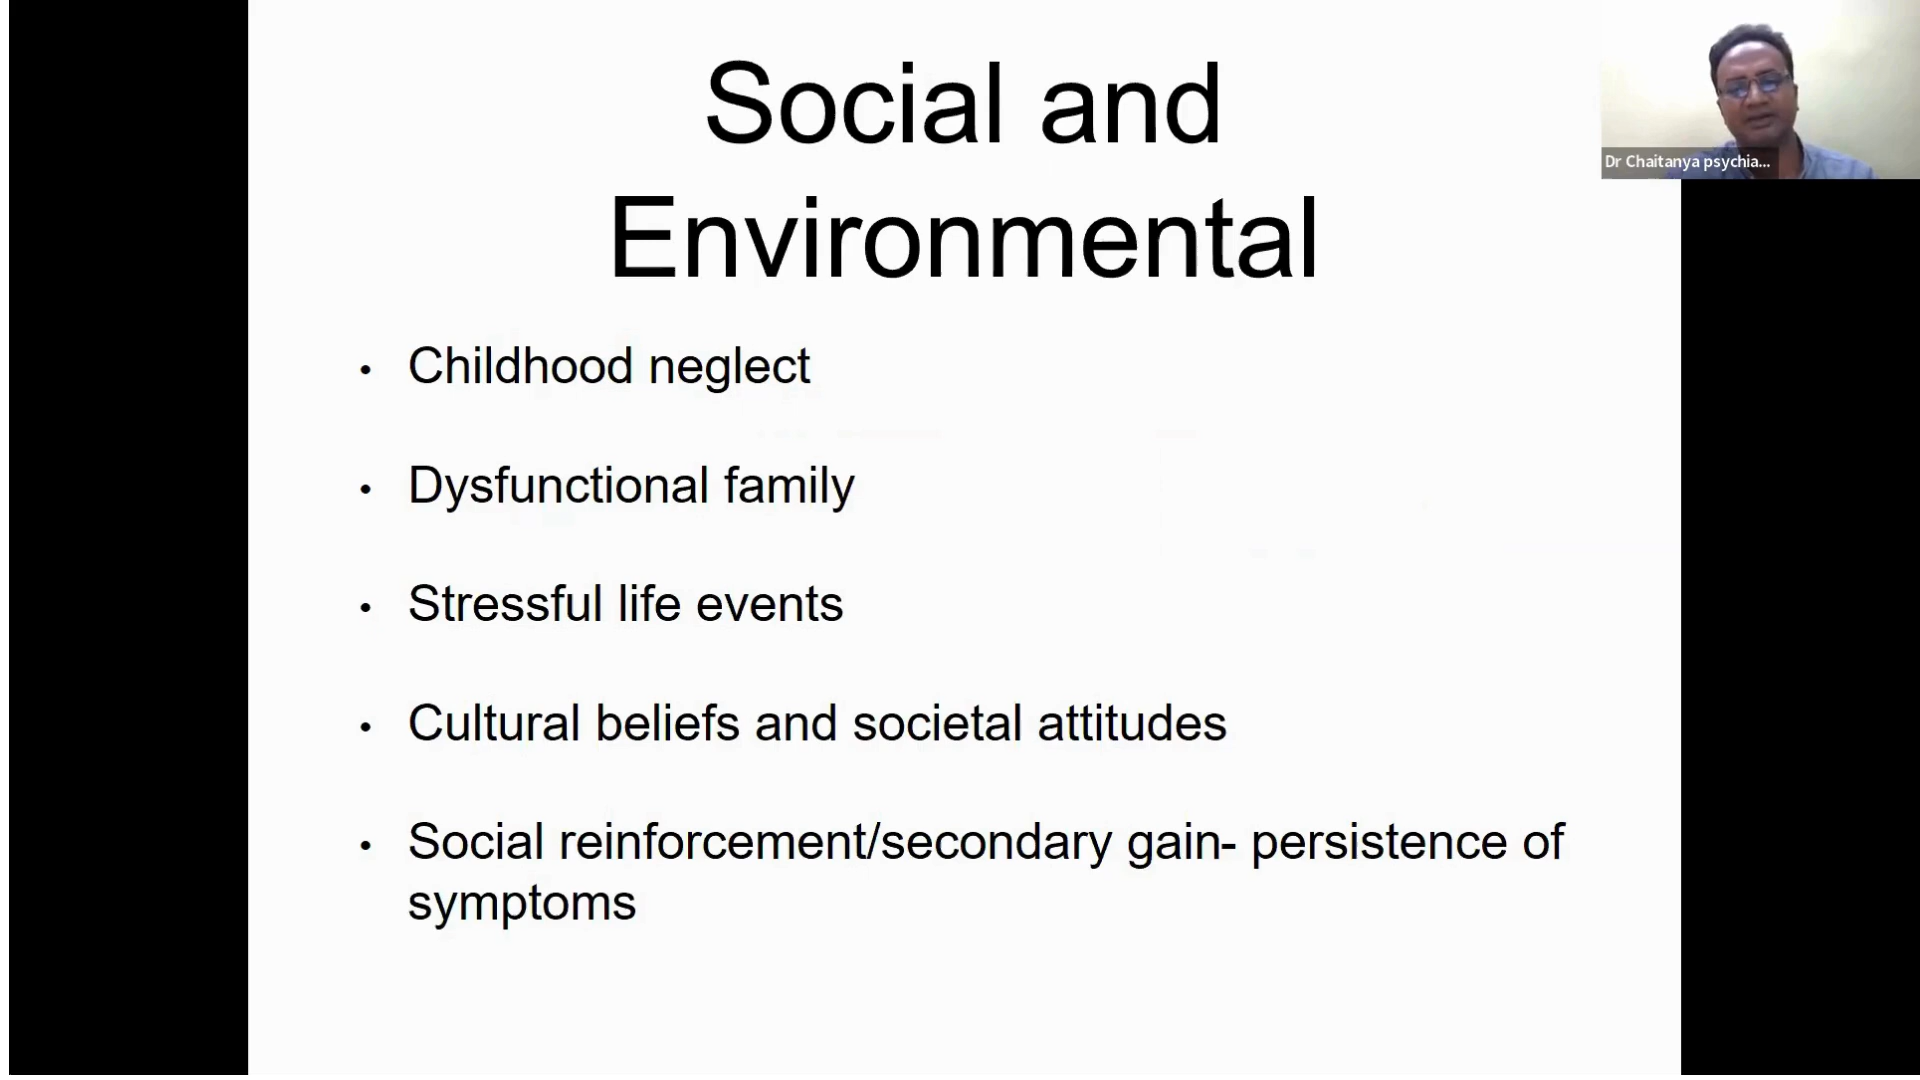 Social and
Environmental
Dr Chaitanya psychia...
• Childhood neglect
• Dysfunctional family
• Stressful life events
• Cultural beliefs and societal attitudes
• Social reinforcement/secondary gain- persistence of
symptoms